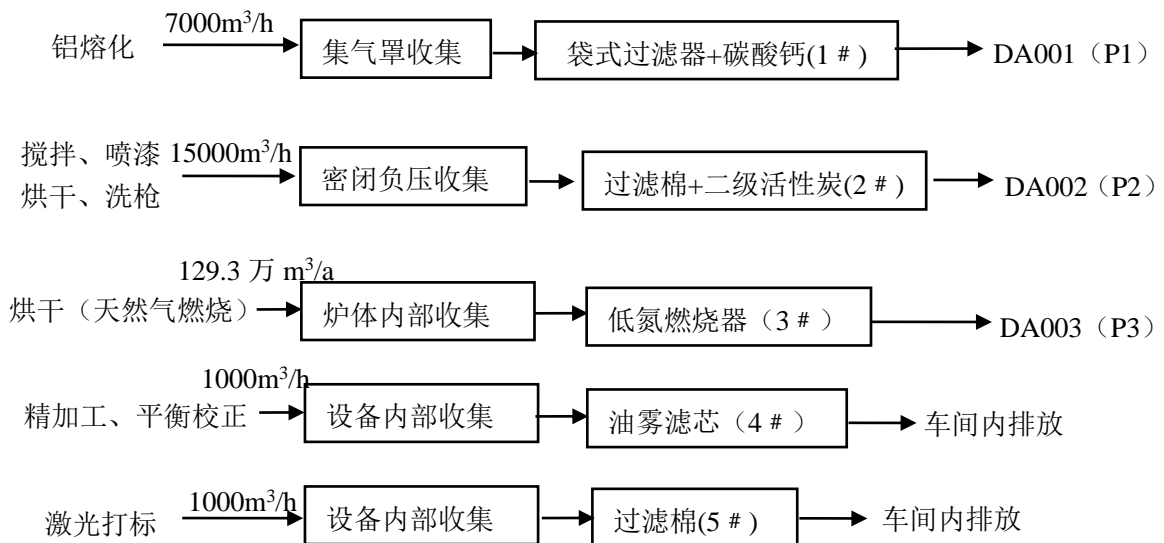 铝熔化 7000m³/h 集气罩收集 袋式过滤器+碳酸钙(1＃) DA001（P1）
搅拌、喷漆 15000m³/h
烘干、洗枪 密闭负压收集 过滤棉+二级活性炭(2＃) DA002（P2）
129.3 万 m³/a
烘干（天然气燃烧） 炉体内部收集 低氮燃烧器（3＃） DA003（P3）
1000m³/h
精加工、平衡校正 设备内部收集 油雾滤芯（4＃） 车间内排放
1000m³/h
激光打标 设备内部收集 过滤棉(5＃) 车间内排放